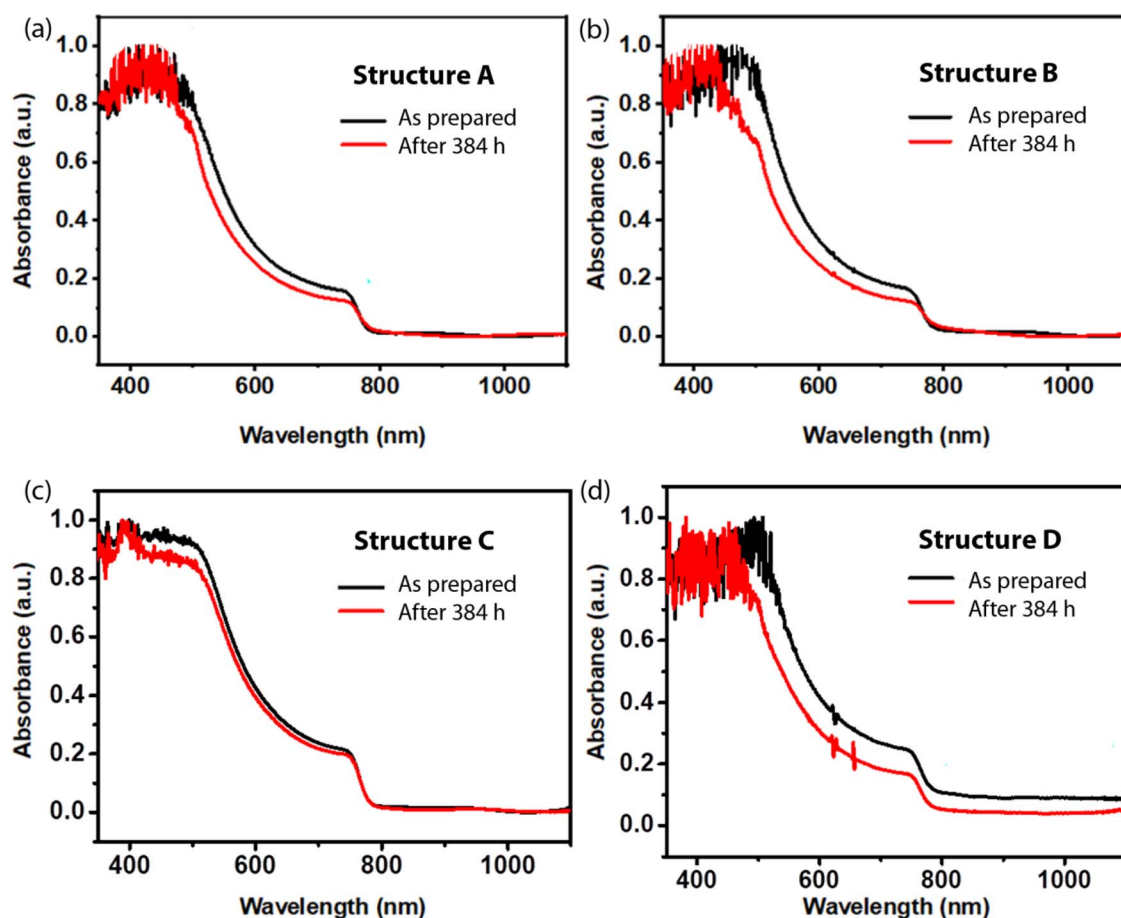 (a)
Structure A
As prepared
After 384 h
Absorbance (a.u.)
1.0
0.8
0.6
0.4
0.2
0.0
400 600 800 1000
Wavelength (nm)
(b)
Structure B
As prepared
After 384 h
Absorbance (a.u.)
1.0
0.8
0.6
0.4
0.2
0.0
400 600 800 1000
Wavelength (nm)
(c)
Structure C
As prepared
After 384 h
Absorbance (a.u.)
1.0
0.8
0.6
0.4
0.2
0.0
400 600 800 1000
Wavelength (nm)
(d)
Structure D
As prepared
After 384 h
Absorbance (a.u.)
1.0
0.8
0.6
0.4
0.2
0.0
400 600 800 1000
Wavelength (nm)